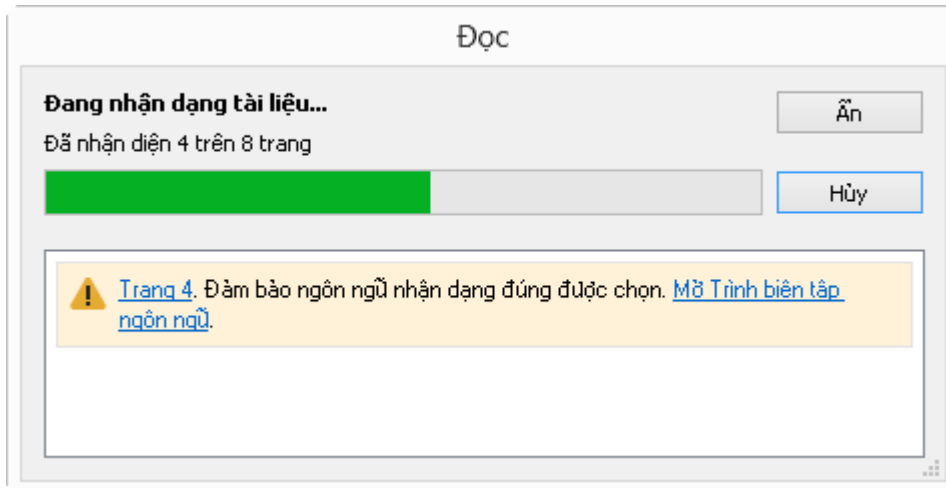 Đọc
Đang nhận dạng tài liệu...
Ẩn
Đã nhận diện 4 trên 8 trang
Hủy
Trang 4. Đảm bảo ngôn ngữ nhận dạng đúng được chọn. Mở Trình biên tập
ngôn ngữ.